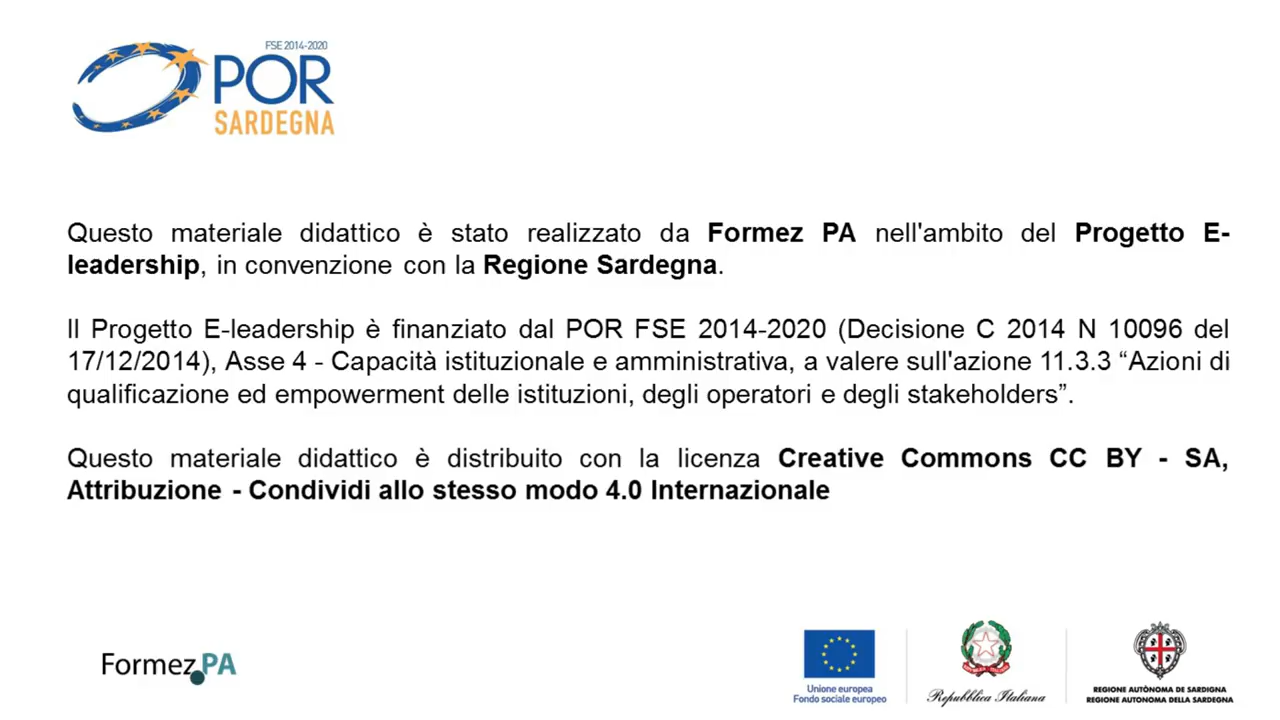 FSE 2014-2020
POR
SARDEGNA
Questo materiale didattico è stato realizzato da Formez PA nell'ambito del Progetto E-
leadership, in convenzione con la Regione Sardegna.
Il Progetto E-leadership è finanziato dal POR FSE 2014-2020 (Decisione C 2014 N 10096 del
17/12/2014), Asse 4 - Capacità istituzionale e amministrativa, a valere sull'azione 11.3.3 “Azioni di
qualificazione ed empowerment delle istituzioni, degli operatori e degli stakeholders”.
Questo materiale didattico è distribuito con la licenza Creative Commons CC BY - SA,
Attribuzione - Condividi allo stesso modo 4.0 Internazionale
Formez PA
Unione europea
Fondo sociale europeo
Repubblica Italiana
REGIONE AUTÒNOMA DE SARDIGNA
REGIONE AUTONOMA DELLA SARDEGNA